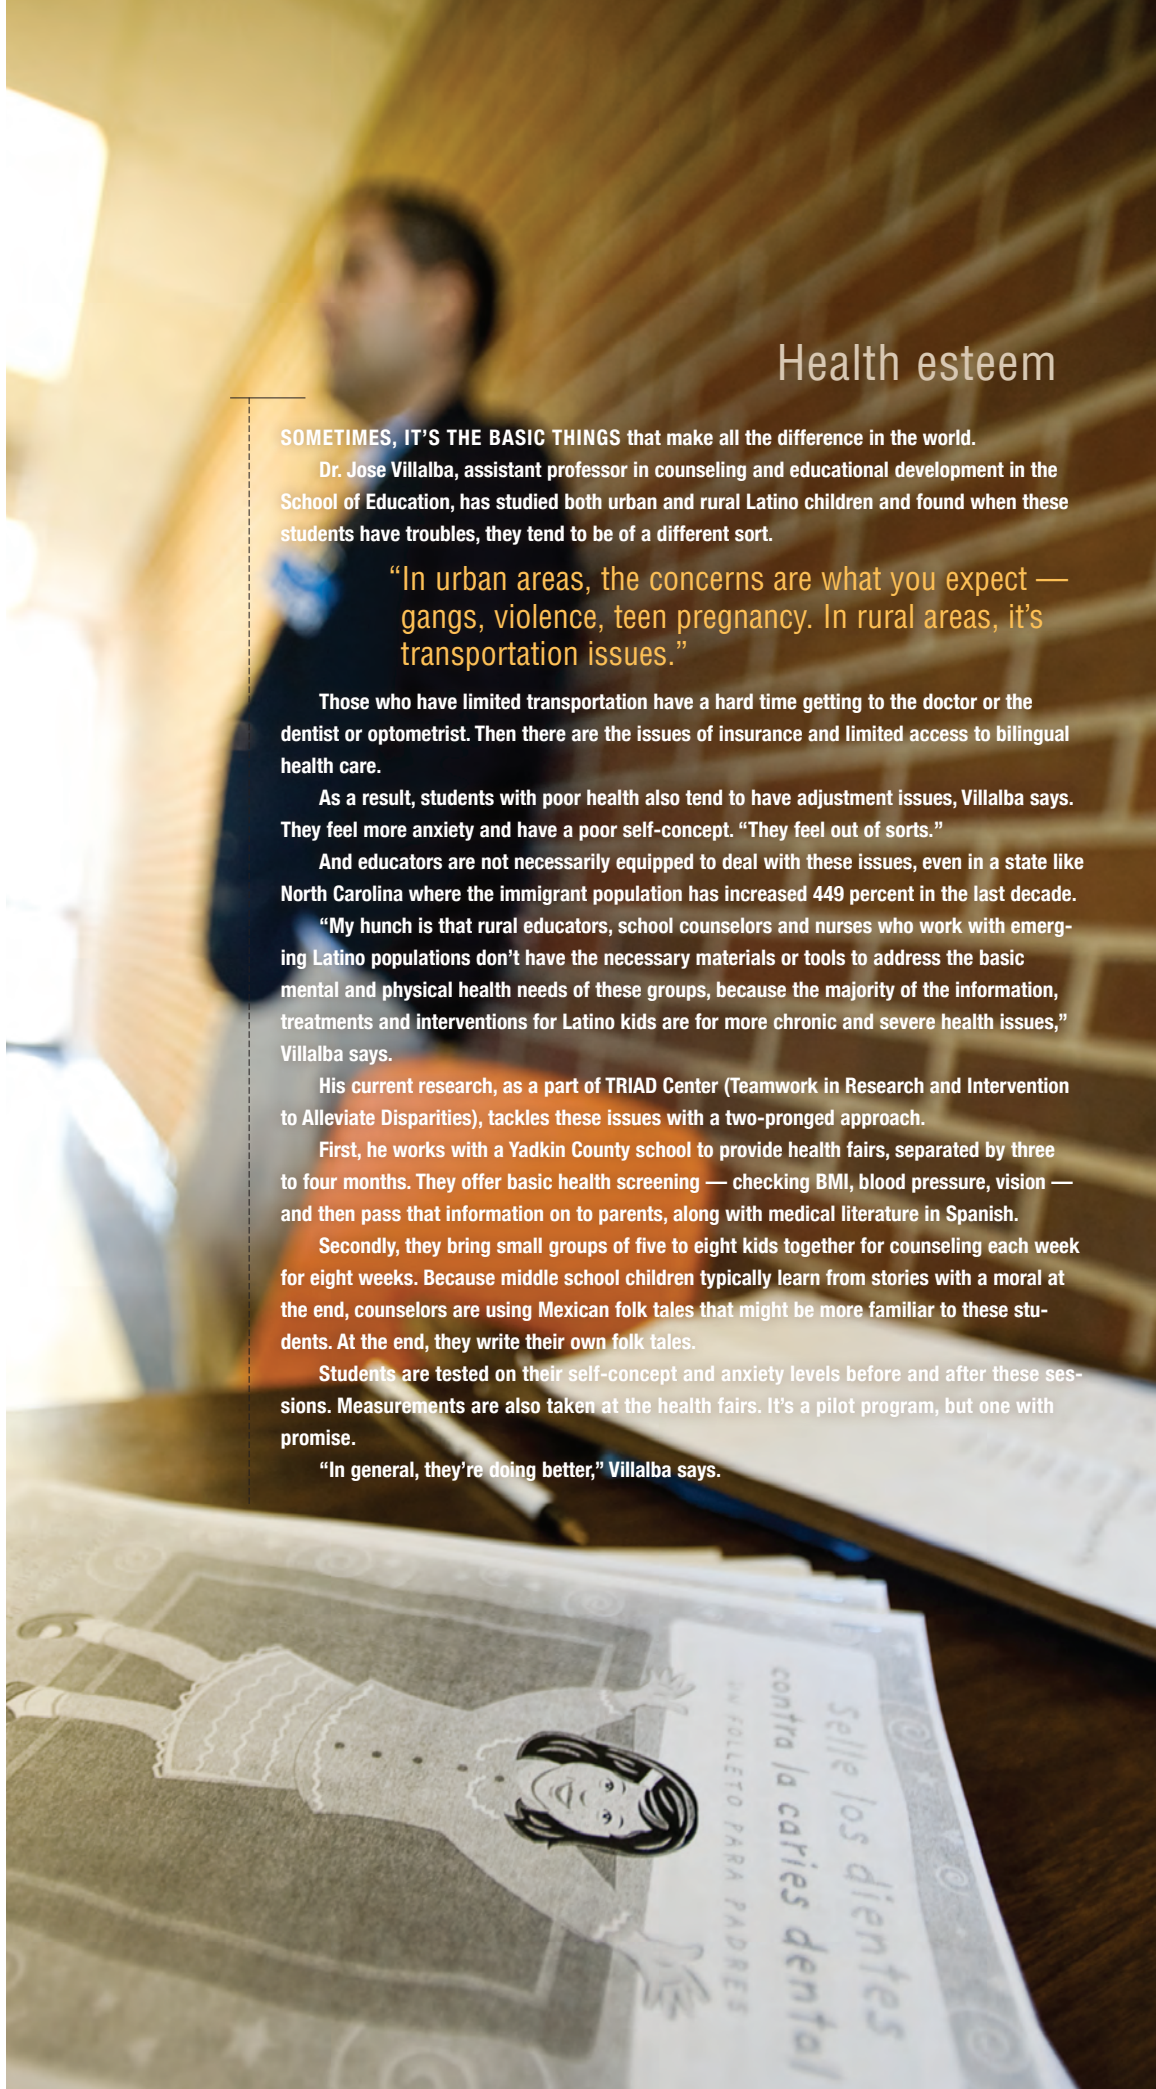 Health esteem
SOMETIMES, IT'S THE BASIC THINGS that make all the difference in the world.
Dr. Jose Villalba, assistant professor in counseling and educational development in the
School of Education, has studied both urban and rural Latino children and found when these
students have troubles, they tend to be of a different sort.
“In urban areas, the concerns are what you expect —
gangs, violence, teen pregnancy. In rural areas, it’s
transportation issues.”
Those who have limited transportation have a hard time getting to the doctor or the
dentist or optometrist. Then there are the issues of insurance and limited access to bilingual
health care.
As a result, students with poor health also tend to have adjustment issues, Villalba says.
They feel more anxiety and have a poor self-concept. “They feel out of sorts.”
And educators are not necessarily equipped to deal with these issues, even in a state like
North Carolina where the immigrant population has increased 449 percent in the last decade.
“My hunch is that rural educators, school counselors and nurses who work with emerg-
ing Latino populations don’t have the necessary materials or tools to address the basic
mental and physical health needs of these groups, because the majority of the information,
treatments and interventions for Latino kids are for more chronic and severe health issues,”
Villalba says.
His current research, as a part of TRIAD Center (Teamwork in Research and Intervention
to Alleviate Disparities), tackles these issues with a two-pronged approach.
First, he works with a Yadkin County school to provide health fairs, separated by three
to four months. They offer basic health screening — checking BMI, blood pressure, vision —
and then pass that information on to parents, along with medical literature in Spanish.
Secondly, they bring small groups of five to eight kids together for counseling each week
for eight weeks. Because middle school children typically learn from stories with a moral at
the end, counselors are using Mexican folk tales that might be more familiar to these stu-
dents. At the end, they write their own folk tales.
Students are tested on their self-concept and anxiety levels before and after these ses-
sions. Measurements are also taken at the health fairs. It’s a pilot program, but one with
promise.
“In general, they’re doing better,” Villalba says.
Selle los dientes
contra la caries dental
UN FOLLETO PARA PADRES